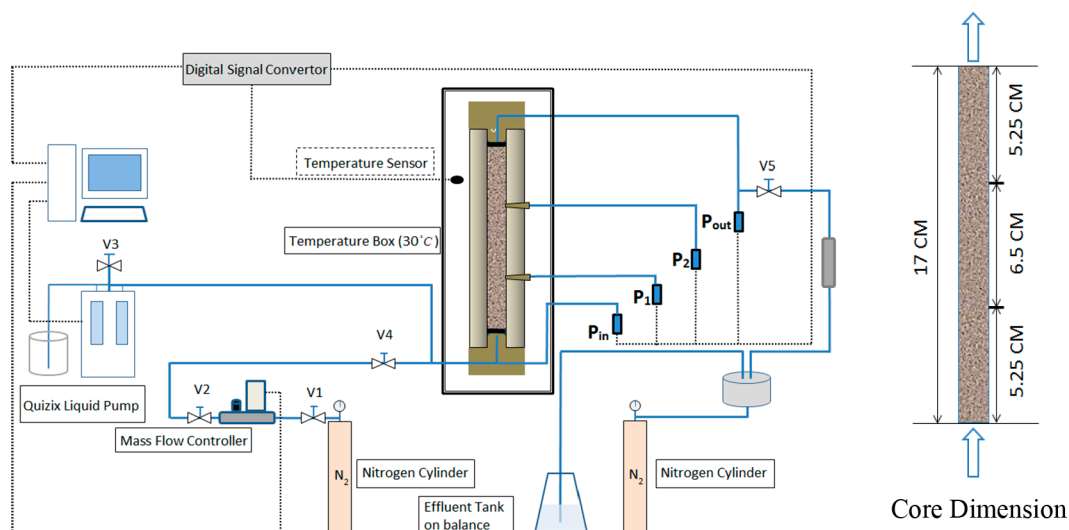 Digital Signal Convertor
Temperature Sensor
Temperature Box (30°C)
V3
V4
V2
V1
V5
Pout
P2
P1
Pin
Quizix Liquid Pump
Mass Flow Controller
N2
Nitrogen Cylinder
Effluent Tank
on balance
N2
Nitrogen Cylinder
17 CM
5.25 CM
6.5 CM
5.25 CM
Core Dimension